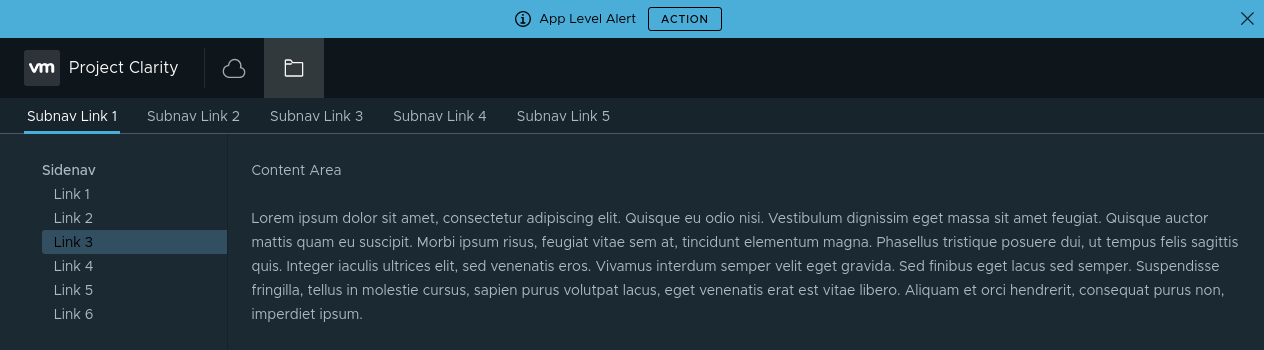 App Level Alert ACTION
vm Project Clarity
Subnav Link 1 Subnav Link 2 Subnav Link 3 Subnav Link 4 Subnav Link 5
Sidenav
Link 1
Link 2
Link 3
Link 4
Link 5
Link 6
Content Area
Lorem ipsum dolor sit amet, consectetur adipiscing elit. Quisque eu odio nisi. Vestibulum dignissim eget massa sit amet feugiat. Quisque auctor
mattis quam eu suscipit. Morbi ipsum risus, feugiat vitae sem at, tincidunt elementum magna. Phasellus tristique posuere dui, ut tempus felis sagittis
quis. Integer iaculis ultrices elit, sed venenatis eros. Vivamus interdum semper velit eget gravida. Sed finibus eget lacus sed semper. Suspendisse
fringilla, tellus in molestie cursus, sapien purus volutpat lacus, eget venenatis erat est vitae libero. Aliquam et orci hendrerit, consequat purus non,
imperdiet ipsum.